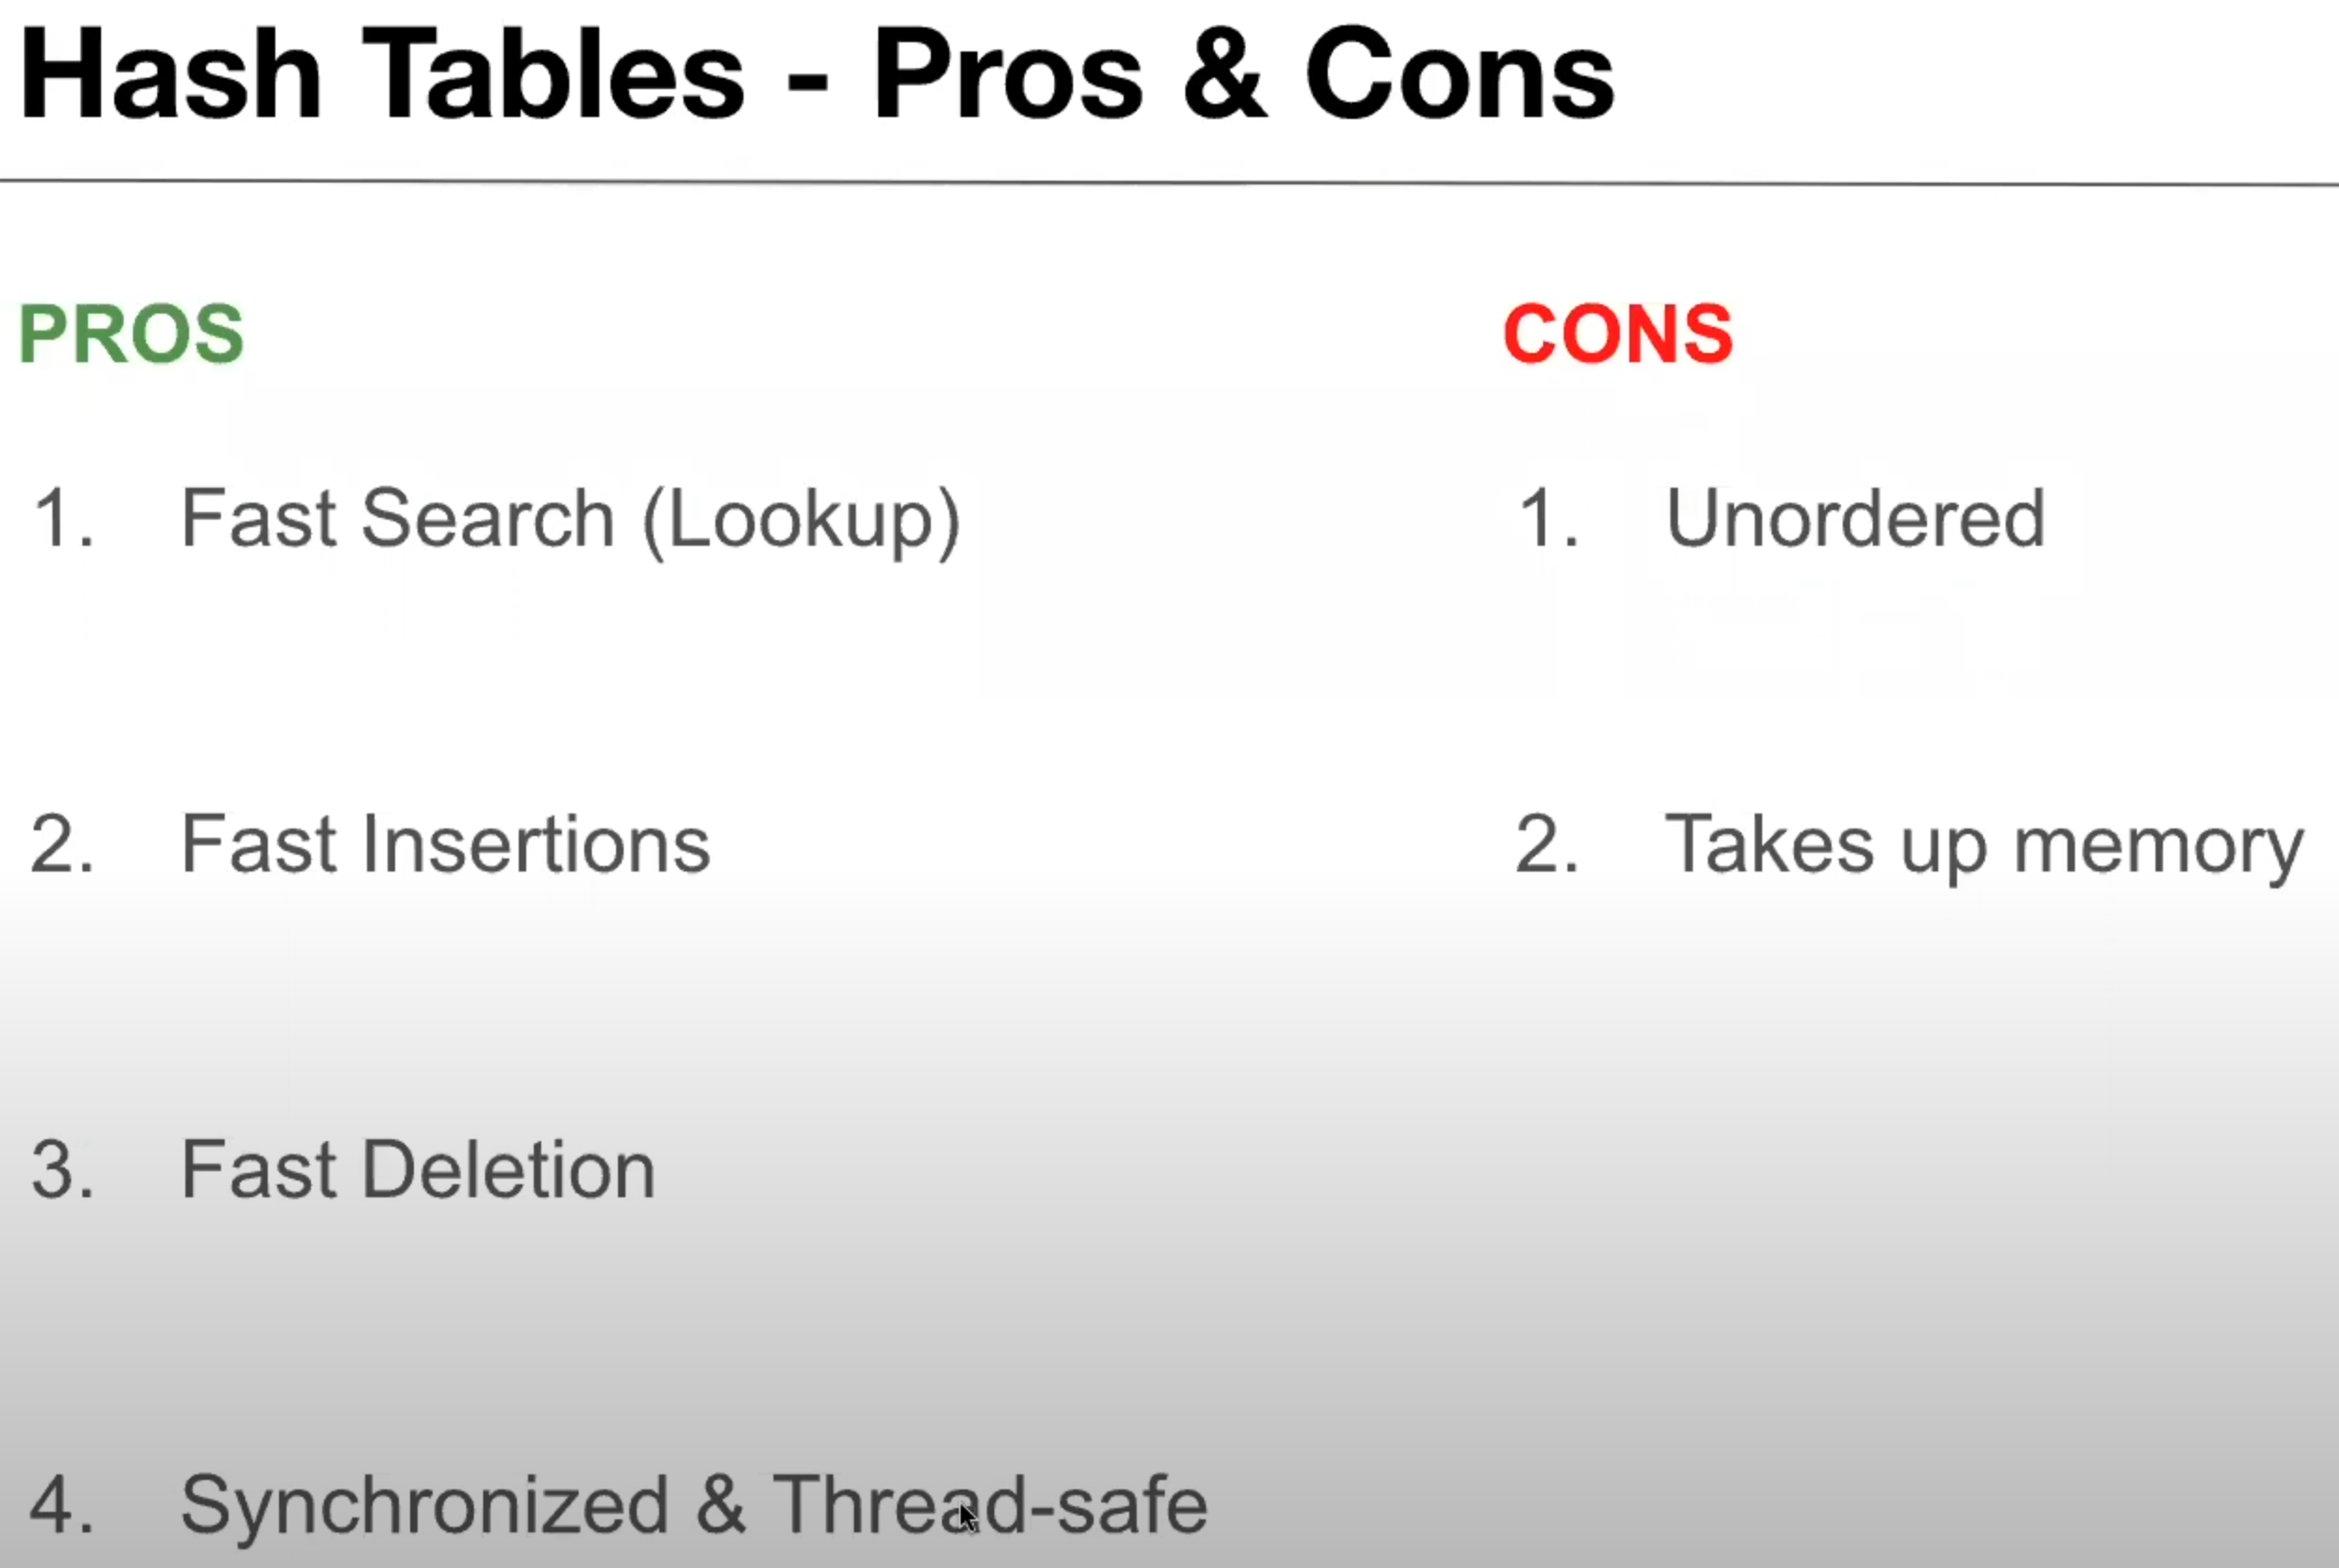 Hash Tables - Pros & Cons
PROS
1. Fast Search (Lookup)
2. Fast Insertions
3. Fast Deletion
4. Synchronized & Thread-safe
CONS
1. Unordered
2. Takes up memory